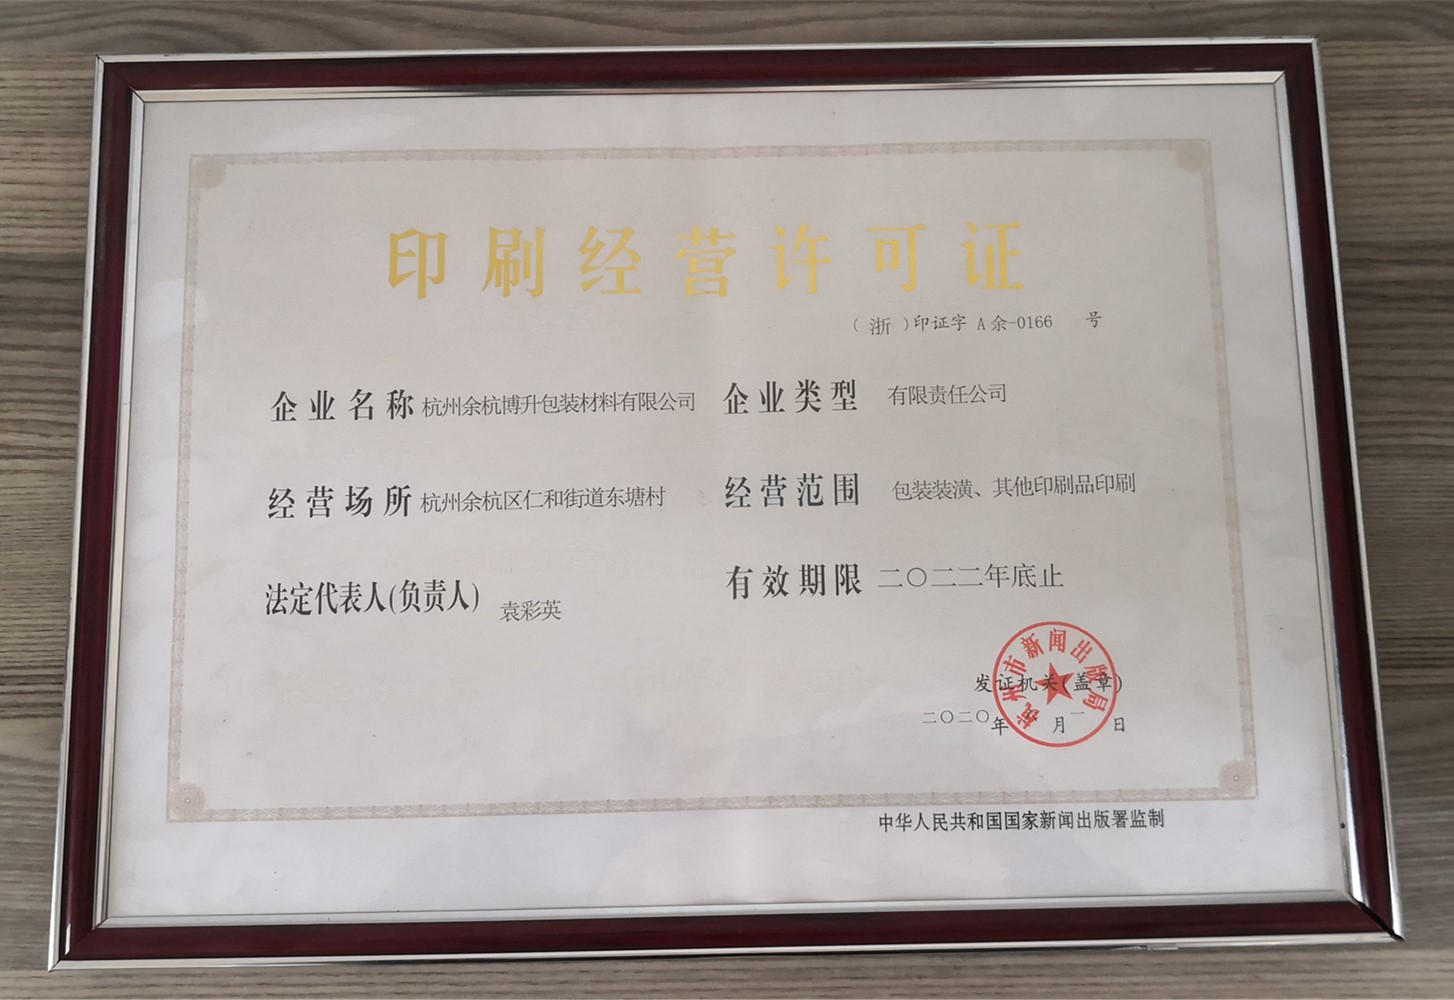 印刷经营许可证
（浙）印证字 A余-0166 号
企业名称 杭州余杭博升包装材料有限公司 企业类型 有限责任公司
经营场所 杭州余杭区仁和街道东塘村 经营范围 包装装潢、其他印刷品印刷
法定代表人(负责人) 袁彩英 有效期限 二〇二二年底止
杭州市新闻出版局
发证机关(盖章)
二〇二〇年 月一日
中华人民共和国国家新闻出版署监制